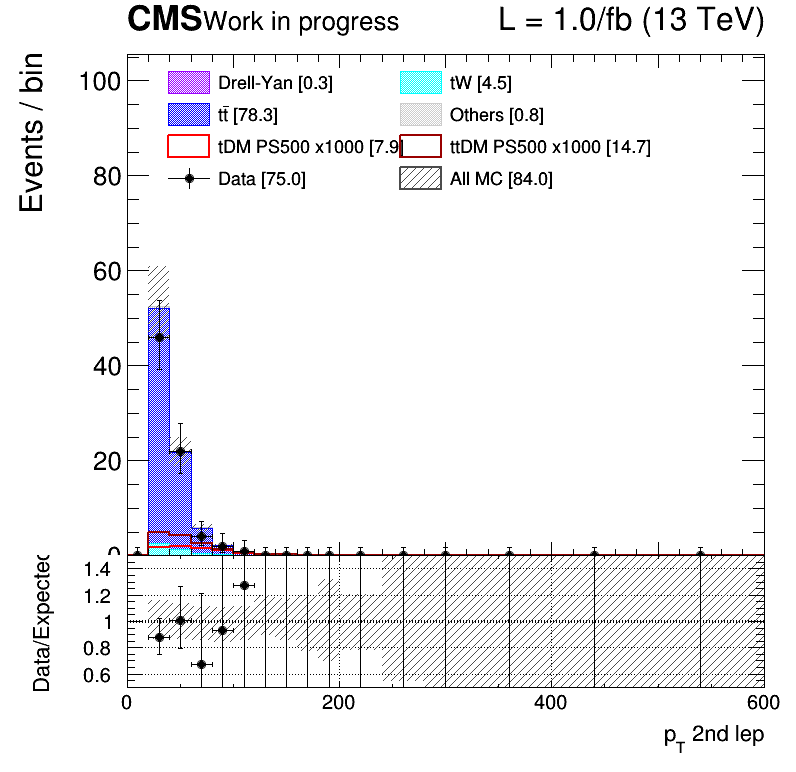 CMS Work in progress L = 1.0/fb (13 TeV)
Events / bin
100
80
60
40
20
0
Drell-Yan [0.3] tW [4.5]
tt̄ [78.3] Others [0.8]
tDM PS500 x1000 [7.9 ttDM PS500 x1000 [14.7]
Data [75.0] All MC [84.0]
Data/Expected
1.4
1.2
1
0.8
0.6
0 200 400 600
p_T 2nd lep